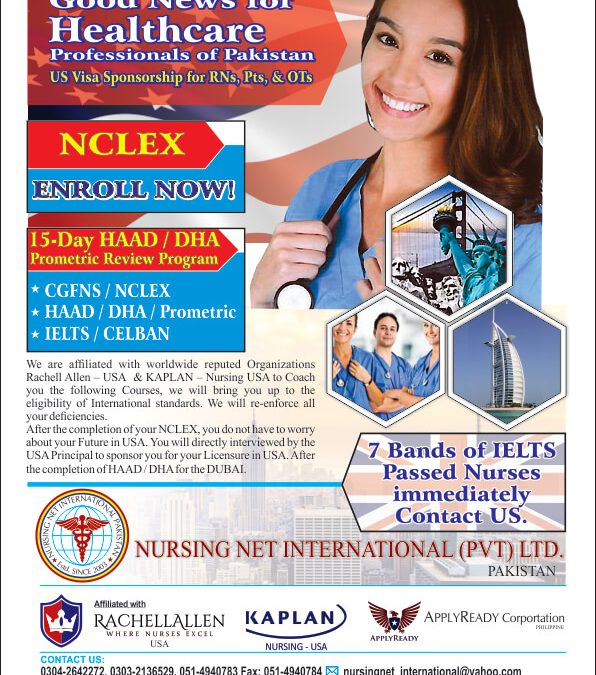 Good News for
Healthcare
Professionals of Pakistan
US Visa Sponsorship for RNs, Pts, & OTs
NCLEX
ENROLL NOW!
15-Day HAAD / DHA
Prometric Review Program
★ CGFNS / NCLEX
★ HAAD / DHA / Prometric
★ IELTS / CELBAN
We are affiliated with worldwide reputed Organizations
Rachell Allen – USA & KAPLAN – Nursing USA to Coach
you the following Courses, we will bring you up to the
eligibility of International standards. We will re-enforce all
your deficiencies.
After the completion of your NCLEX, you do not have to worry
about your Future in USA. You will directly interviewed by the
USA Principal to sponsor you for your Licensure in USA. After
the completion of HAAD / DHA for the DUBAI.
7 Bands of IELTS
Passed Nurses
immediately
Contact US.
NURSING NET INTERNATIONAL PAKISTAN
Estd. SINCE 2003
NURSING NET INTERNATIONAL (PVT) LTD.
PAKISTAN
Affiliated with
RACHELLALLEN
WHERE NURSES EXCEL
USA
KAPLAN
NURSING - USA
APPLYREADY
APPLYREADY Corportation
PHILIPPINE
CONTACT US:
0304-2642272, 0303-2136529, 051-4940783 Fax: 051-4940784 ✉ nursingnet_international@yahoo.com